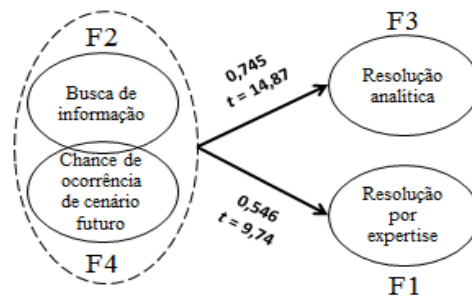 F2
Busca de
informação
Chance de
ocorrência
de cenário
futuro
F4
0,745
t = 14,87
0,546
t = 9,74
F3
Resolução
analítica
Resolução
por
expertise
F1